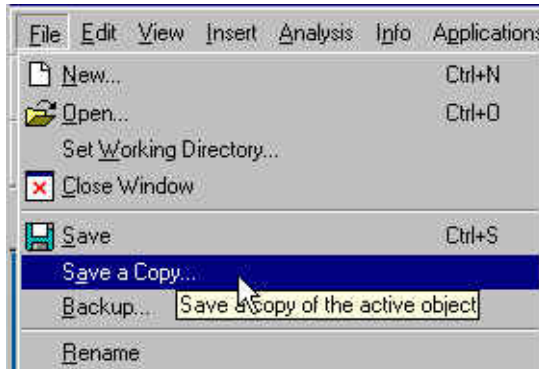 File Edit View Insert Analysis Info Applications
New... Ctrl+N
Open... Ctrl+O
Set Working Directory...
Close Window
Save Ctrl+S
Save a Copy...
Backup... Save a copy of the active object
Rename